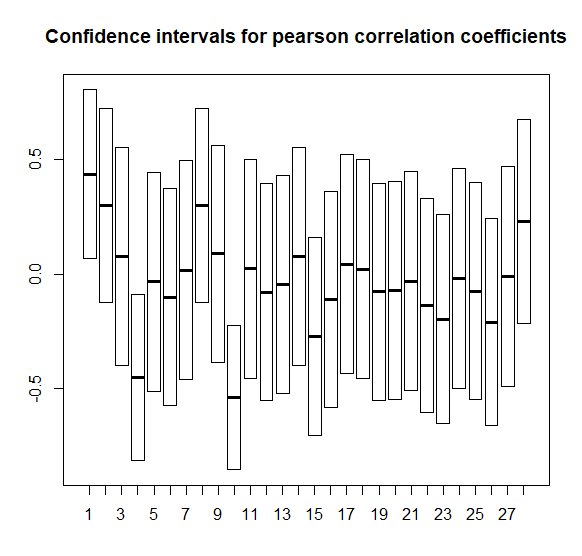 Confidence intervals for pearson correlation coefficients
0.5
0.0
-0.5
1 3 5 7 9 11 13 15 17 19 21 23 25 27